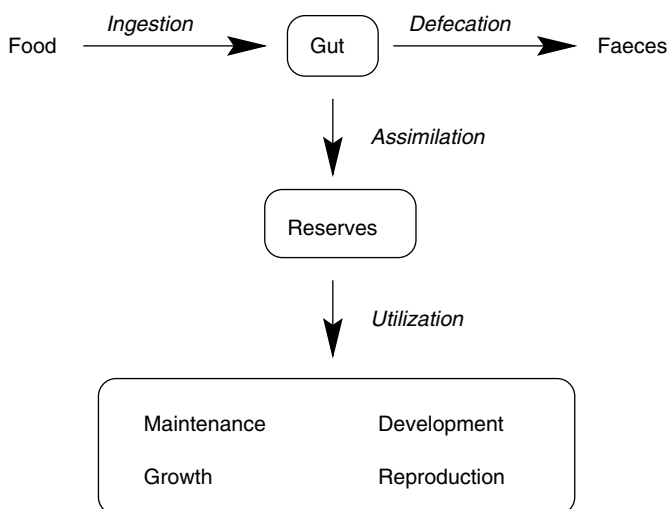 Ingestion
Defecation
Food
Gut
Faeces
Assimilation
Reserves
Utilization
Maintenance
Development
Growth
Reproduction